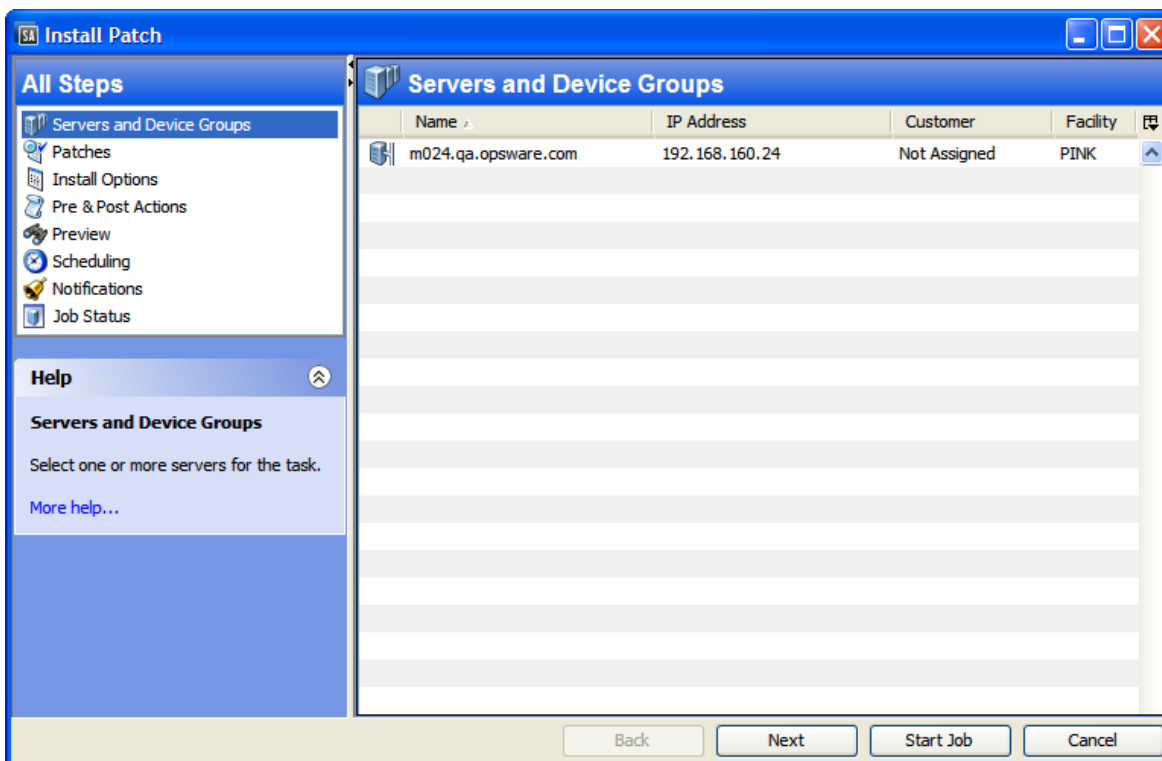 SA Install Patch
All Steps
Servers and Device Groups
Patches
Install Options
Pre & Post Actions
Preview
Scheduling
Notifications
Job Status
Help
Servers and Device Groups
Select one or more servers for the task.
More help...
Servers and Device Groups
Name IP Address Customer Facility
m024.qa.opsware.com 192.168.160.24 Not Assigned PINK
Back Next Start Job Cancel